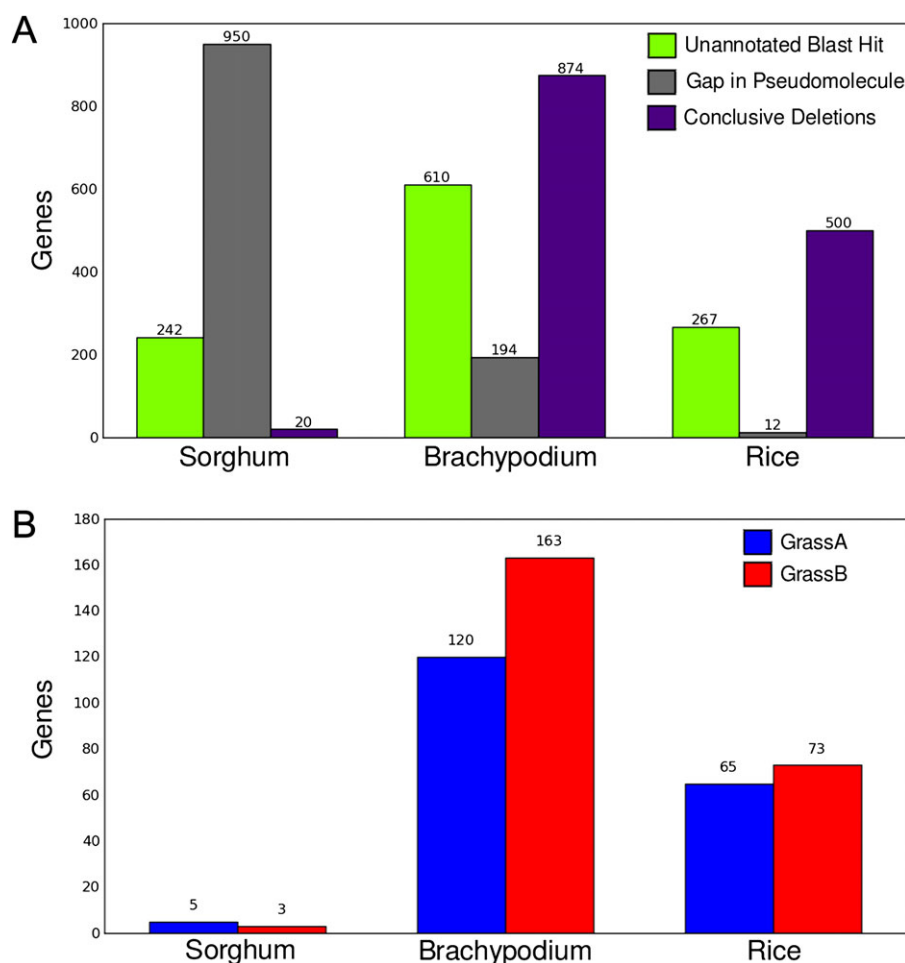 A
Genes
1000
800
600
400
200
0
Unannotated Blast Hit
Gap in Pseudomolecule
Conclusive Deletions
242
950
20
610
194
874
267
12
500
Sorghum
Brachypodium
Rice
B
Genes
180
160
140
120
100
80
60
40
20
0
GrassA
GrassB
5
3
120
163
65
73
Sorghum
Brachypodium
Rice